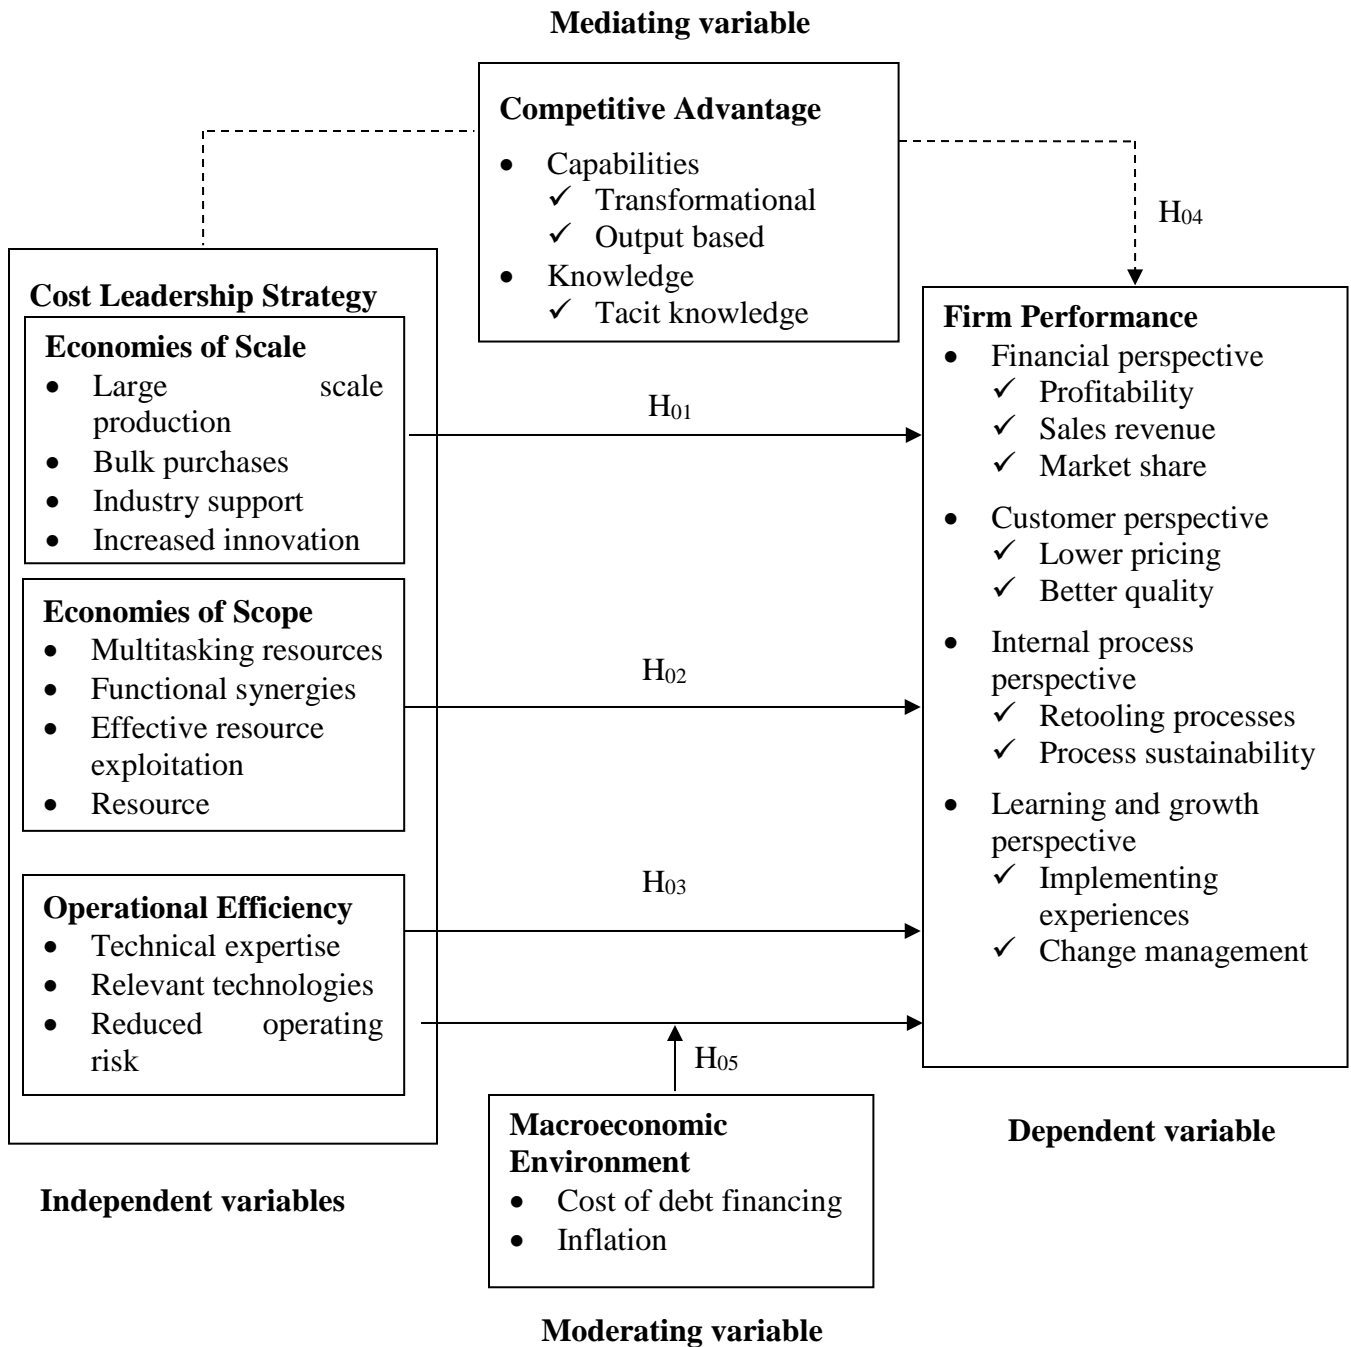 Mediating variable
Competitive Advantage
• Capabilities
✓ Transformational
✓ Output based
• Knowledge
✓ Tacit knowledge
H04
Cost Leadership Strategy
Economies of Scale
• Large scale
production
• Bulk purchases
• Industry support
• Increased innovation
H01
Economies of Scope
• Multitasking resources
• Functional synergies
• Effective resource
exploitation
• Resource
H02
Operational Efficiency
• Technical expertise
• Relevant technologies
• Reduced operating
risk
H03
Firm Performance
• Financial perspective
✓ Profitability
✓ Sales revenue
✓ Market share
• Customer perspective
✓ Lower pricing
✓ Better quality
• Internal process
perspective
✓ Retooling processes
✓ Process sustainability
• Learning and growth
perspective
✓ Implementing
experiences
✓ Change management
H05
Macroeconomic
Environment
• Cost of debt financing
• Inflation
Independent variables
Dependent variable
Moderating variable